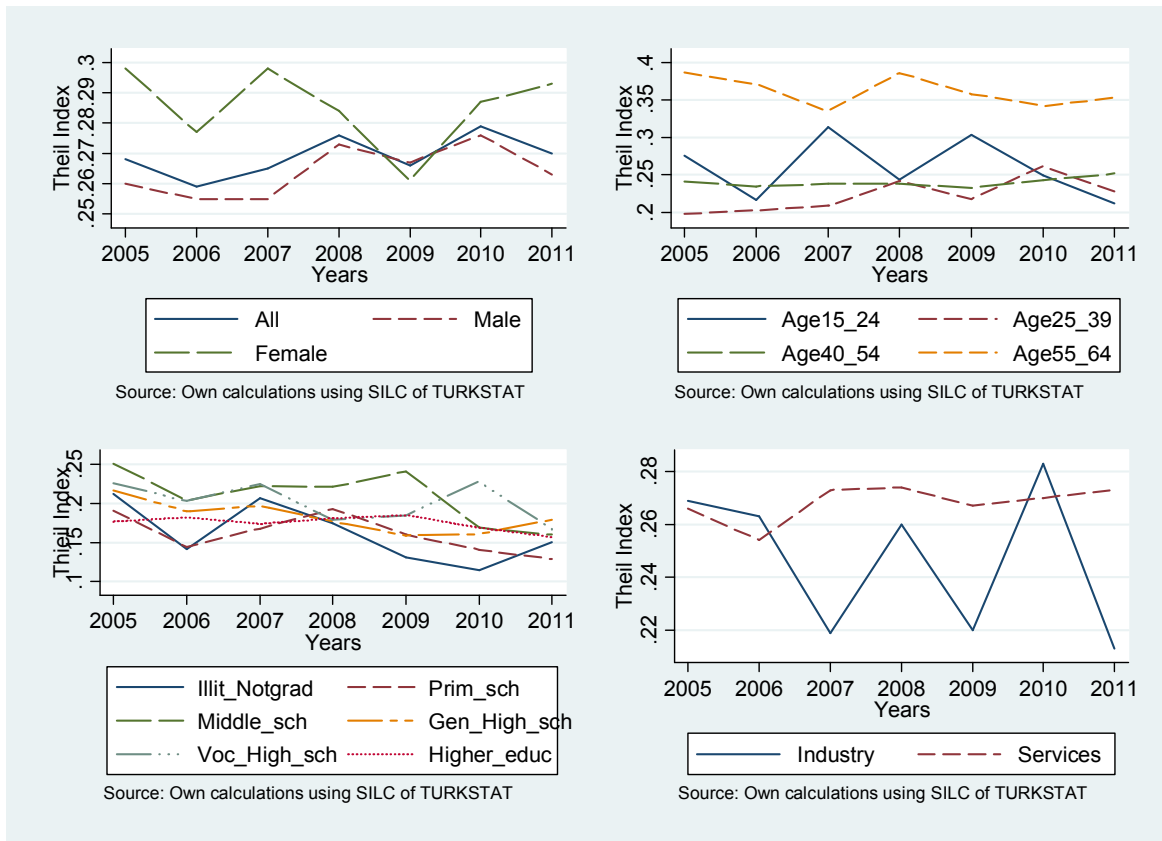 Theil Index
.25 .26 .27 .28 .29 .3
2005 2006 2007 2008 2009 2010 2011
Years
All Male
Female
Source: Own calculations using SILC of TURKSTAT
Theil Index
.2 .25 .3 .35 .4
2005 2006 2007 2008 2009 2010 2011
Years
Age15_24 Age25_39
Age40_54 Age55_64
Source: Own calculations using SILC of TURKSTAT
Thieil Index
.1 .15 .2 .25
2005 2006 2007 2008 2009 2010 2011
Years
Illit_Notgrad Prim_sch
Middle_sch Gen_High_sch
Voc_High_sch Higher_educ
Source: Own calculations using SILC of TURKSTAT
Theil Index
.22 .24 .26 .28
2005 2006 2007 2008 2009 2010 2011
Years
Industry Services
Source: Own calculations using SILC of TURKSTAT